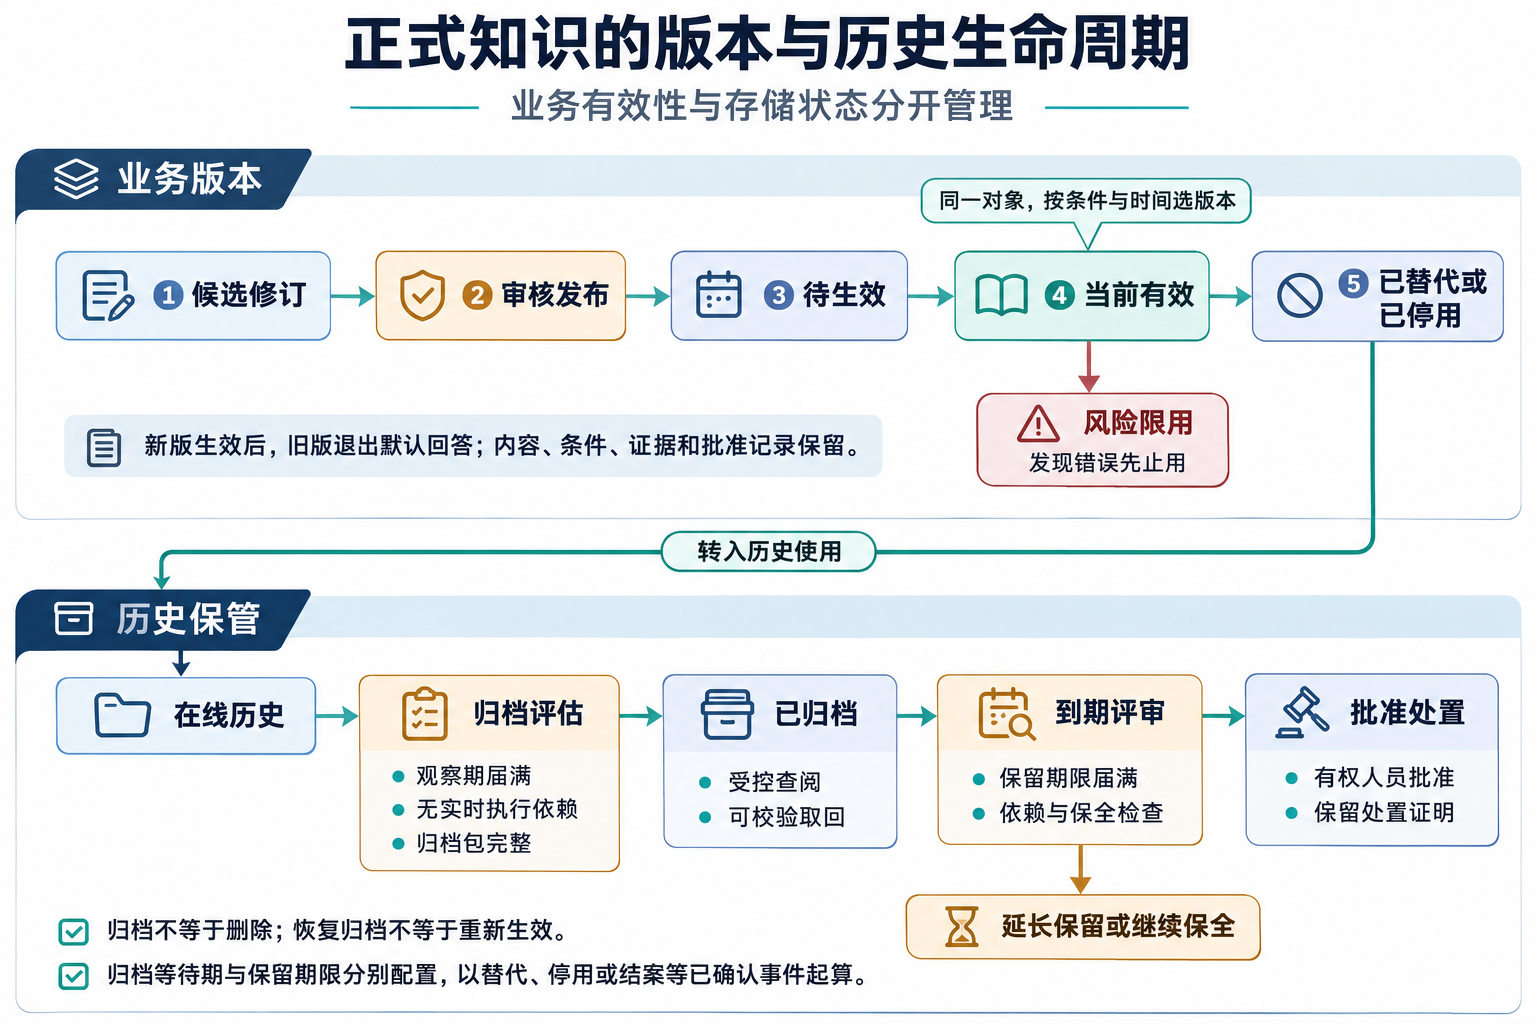 正式知识的版本与历史生命周期
业务有效性与存储状态分开管理
业务版本
同一对象，按条件与时间选版本
1 候选修订
2 审核发布
3 待生效
4 当前有效
5 已替代或
已停用
风险限用
发现错误先止用
新版生效后，旧版退出默认回答；内容、条件、证据和批准记录保留。
转入历史使用
历史保管
在线历史
归档评估
观察期届满
无实时执行依赖
归档包完整
已归档
受控查阅
可校验取回
到期评审
保留期限届满
依赖与保全检查
批准处置
有权人员批准
保留处置证明
延长保留或继续保全
归档不等于删除；恢复归档不等于重新生效。
归档等待期与保留期限分别配置，以替代、停用或结案等已确认事件起算。